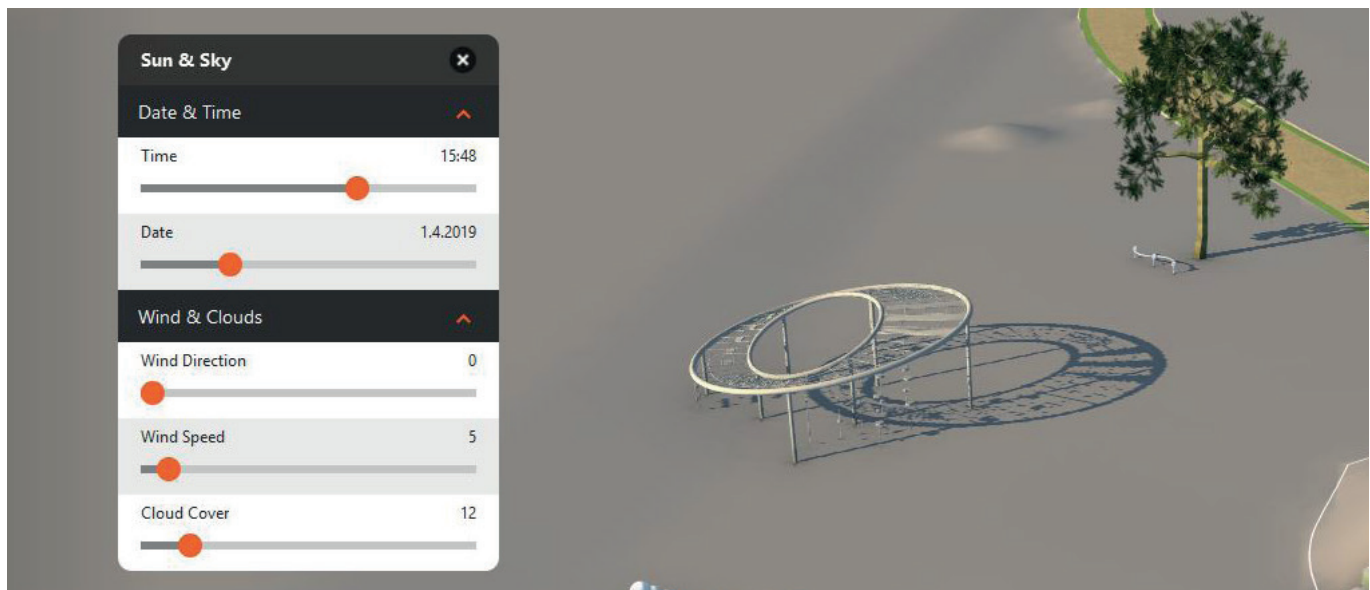 Sun & Sky
Date & Time
Time 15:48
Date 1.4.2019
Wind & Clouds
Wind Direction 0
Wind Speed 5
Cloud Cover 12